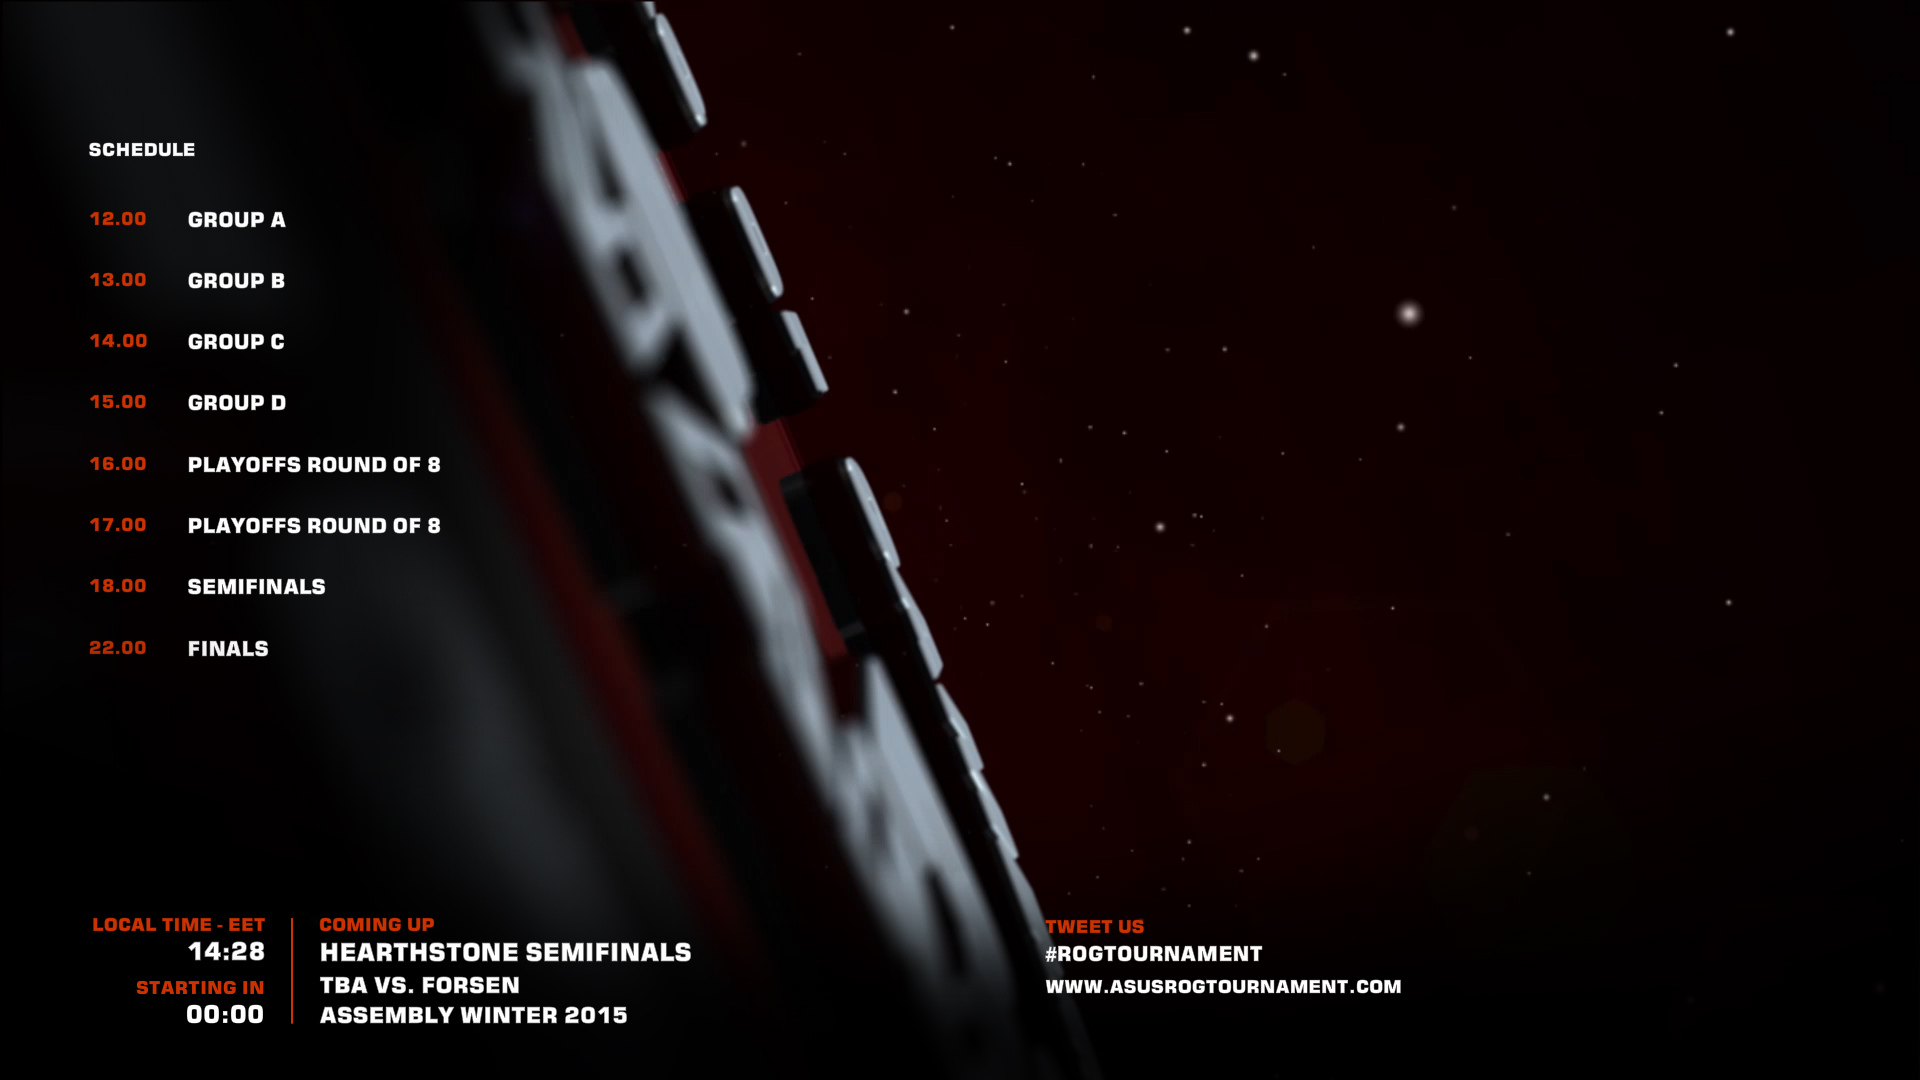 SCHEDULE
12.00 GROUP A
13.00 GROUP B
14.00 GROUP C
15.00 GROUP D
16.00 PLAYOFFS ROUND OF 8
17.00 PLAYOFFS ROUND OF 8
18.00 SEMIFINALS
22.00 FINALS
LOCAL TIME - EET
14:28
STARTING IN
00:00
COMING UP
HEARTHSTONE SEMIFINALS
TBA VS. FORSEN
ASSEMBLY WINTER 2015
TWEET US
#ROGTOURNAMENT
WWW.ASUSROGTOURNAMENT.COM